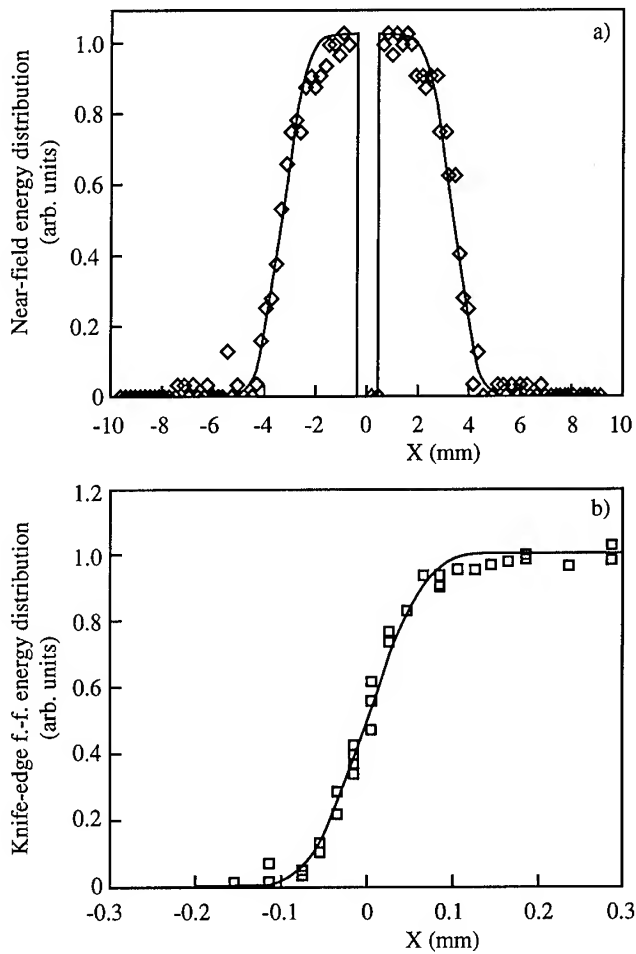 a)
Near-field energy distribution
(arb. units)
1.0
0.8
0.6
0.4
0.2
0
-10 -8 -6 -4 -2 0 2 4 6 8 10
X (mm)
b)
Knife-edge f.-f. energy distribution
(arb. units)
1.2
1.0
0.8
0.6
0.4
0.2
0
-0.3 -0.2 -0.1 0 0.1 0.2 0.3
X (mm)